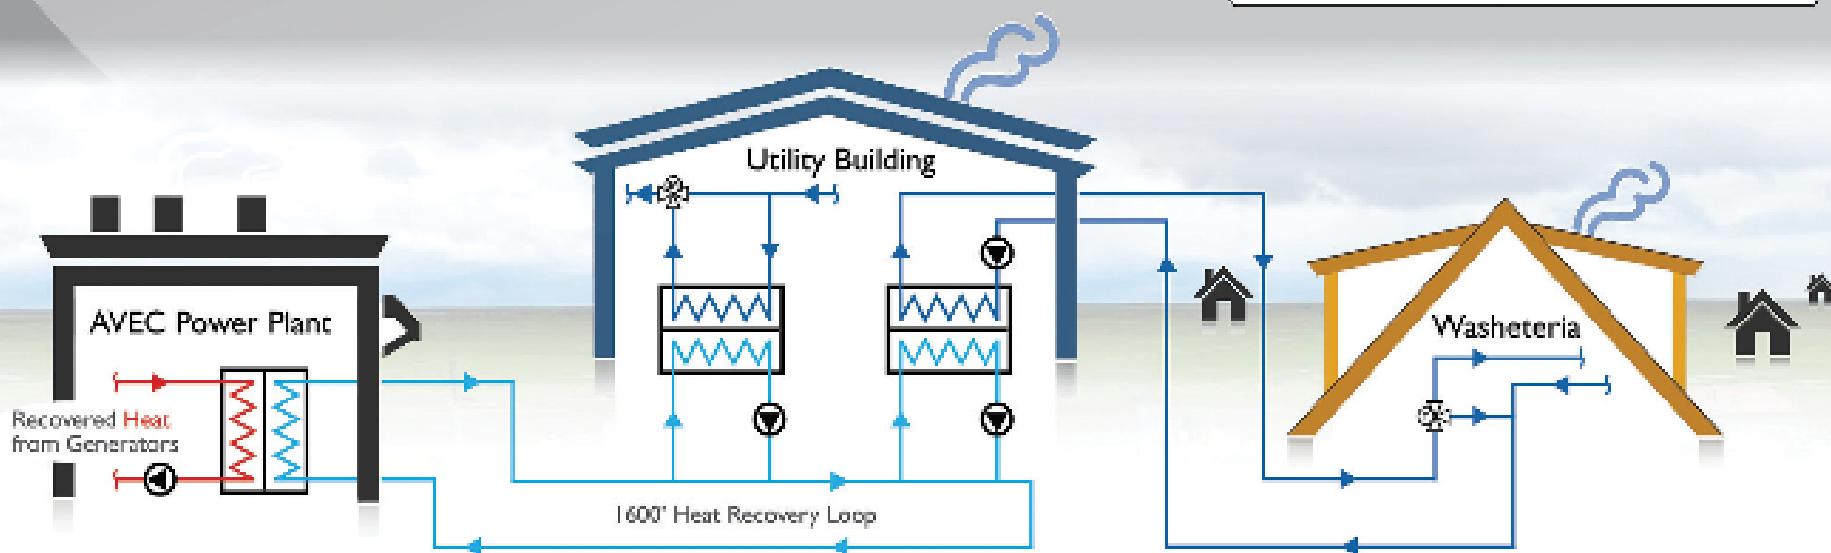 Utility Building
AVEC Power Plant
Recovered Heat
from Generators
Washeteria
1600' Heat Recovery Loop